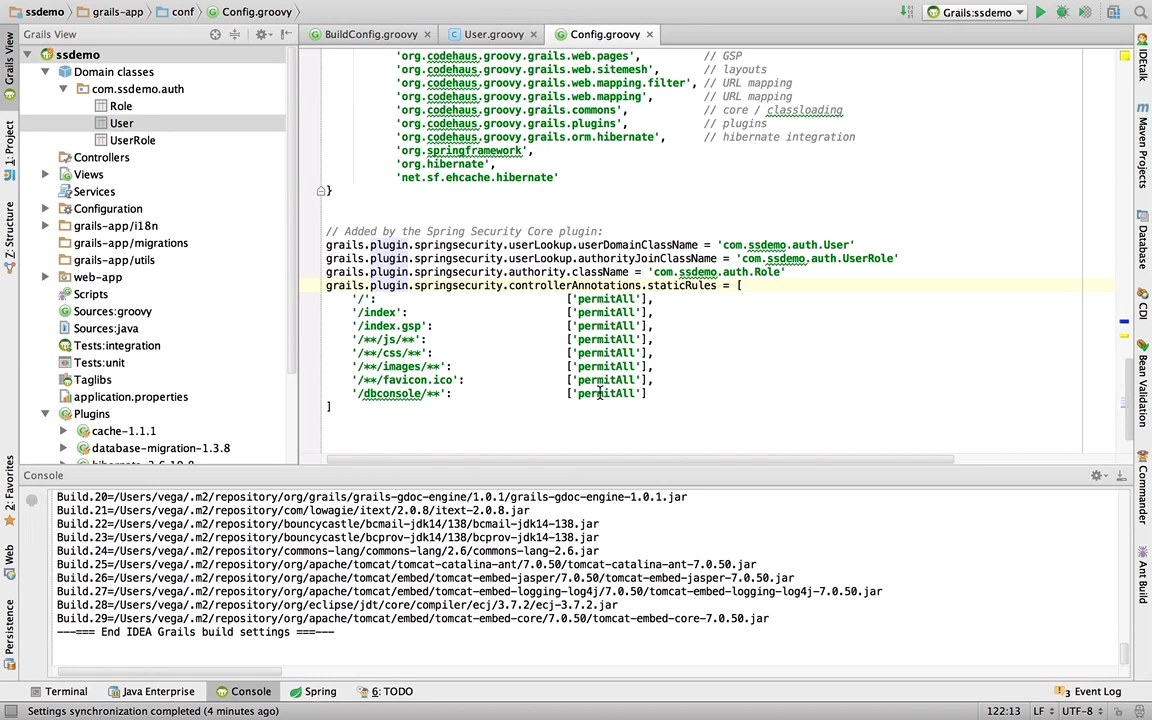 ssdemo grails-app conf Config.groovy Grails:ssdemo
Grails View BuildConfig.groovy User.groovy Config.groovy
ssdemo
Domain classes
com.ssdemo.auth
Role
User
UserRole
Controllers
Views
Services
Configuration
grails-app/i18n
grails-app/migrations
grails-app/utils
web-app
Scripts
Sources:groovy
Sources:java
Tests:integration
Tests:unit
Taglibs
application.properties
Plugins
cache-1.1.1
database-migration-1.3.8
'org.codehaus.groovy.grails.web.pages', // GSP
'org.codehaus.groovy.grails.web.sitemesh', // layouts
'org.codehaus.groovy.grails.web.mapping.filter', // URL mapping
'org.codehaus.groovy.grails.web.mapping', // URL mapping
'org.codehaus.groovy.grails.commons', // core / classloading
'org.codehaus.groovy.grails.plugins', // plugins
'org.codehaus.groovy.grails.orm.hibernate', // hibernate integration
'org.springframework',
'org.hibernate',
'net.sf.ehcache.hibernate'
}
// Added by the Spring Security Core plugin:
grails.plugin.springsecurity.userLookup.userDomainClassName = 'com.ssdemo.auth.User'
grails.plugin.springsecurity.userLookup.authorityJoinClassName = 'com.ssdemo.auth.UserRole'
grails.plugin.springsecurity.authority.className = 'com.ssdemo.auth.Role'
grails.plugin.springsecurity.controllerAnnotations.staticRules = [
'/': ['permitAll'],
'/index': ['permitAll'],
'/index.gsp': ['permitAll'],
'/**/js/**': ['permitAll'],
'/**/css/**': ['permitAll'],
'/**/images/**': ['permitAll'],
'/**/favicon.ico': ['permitAll'],
'/dbconsole/**': ['permitAll']
]
Grails View
1: Project
Z: Structure
2: Favorites
Web
Persistence
IDEtalk
Maven Projects
Database
CDI
Bean Validation
Commander
Ant Build
Console
Build.20=/Users/vega/.m2/repository/org/grails/grails-gdoc-engine/1.0.1/grails-gdoc-engine-1.0.1.jar
Build.21=/Users/vega/.m2/repository/com/lowagie/itext/2.0.8/itext-2.0.8.jar
Build.22=/Users/vega/.m2/repository/bouncycastle/bcmail-jdk14/138/bcmail-jdk14-138.jar
Build.23=/Users/vega/.m2/repository/bouncycastle/bcprov-jdk14/138/bcprov-jdk14-138.jar
Build.24=/Users/vega/.m2/repository/commons-lang/commons-lang/2.6/commons-lang-2.6.jar
Build.25=/Users/vega/.m2/repository/org/apache/tomcat/tomcat-catalina-ant/7.0.50/tomcat-catalina-ant-7.0.50.jar
Build.26=/Users/vega/.m2/repository/org/apache/tomcat/embed/tomcat-embed-jasper/7.0.50/tomcat-embed-jasper-7.0.50.jar
Build.27=/Users/vega/.m2/repository/org/apache/tomcat/embed/tomcat-embed-logging-log4j/7.0.50/tomcat-embed-logging-log4j-7.0.50.jar
Build.28=/Users/vega/.m2/repository/org/eclipse/jdt/core/compiler/ecj/3.7.2/ecj-3.7.2.jar
Build.29=/Users/vega/.m2/repository/org/apache/tomcat/embed/tomcat-embed-core/7.0.50/tomcat-embed-core-7.0.50.jar
---=== End IDEA Grails build settings ===---
Terminal Java Enterprise Console Spring 6: TODO 3 Event Log
Settings synchronization completed (4 minutes ago) 122:13 LF UTF-8